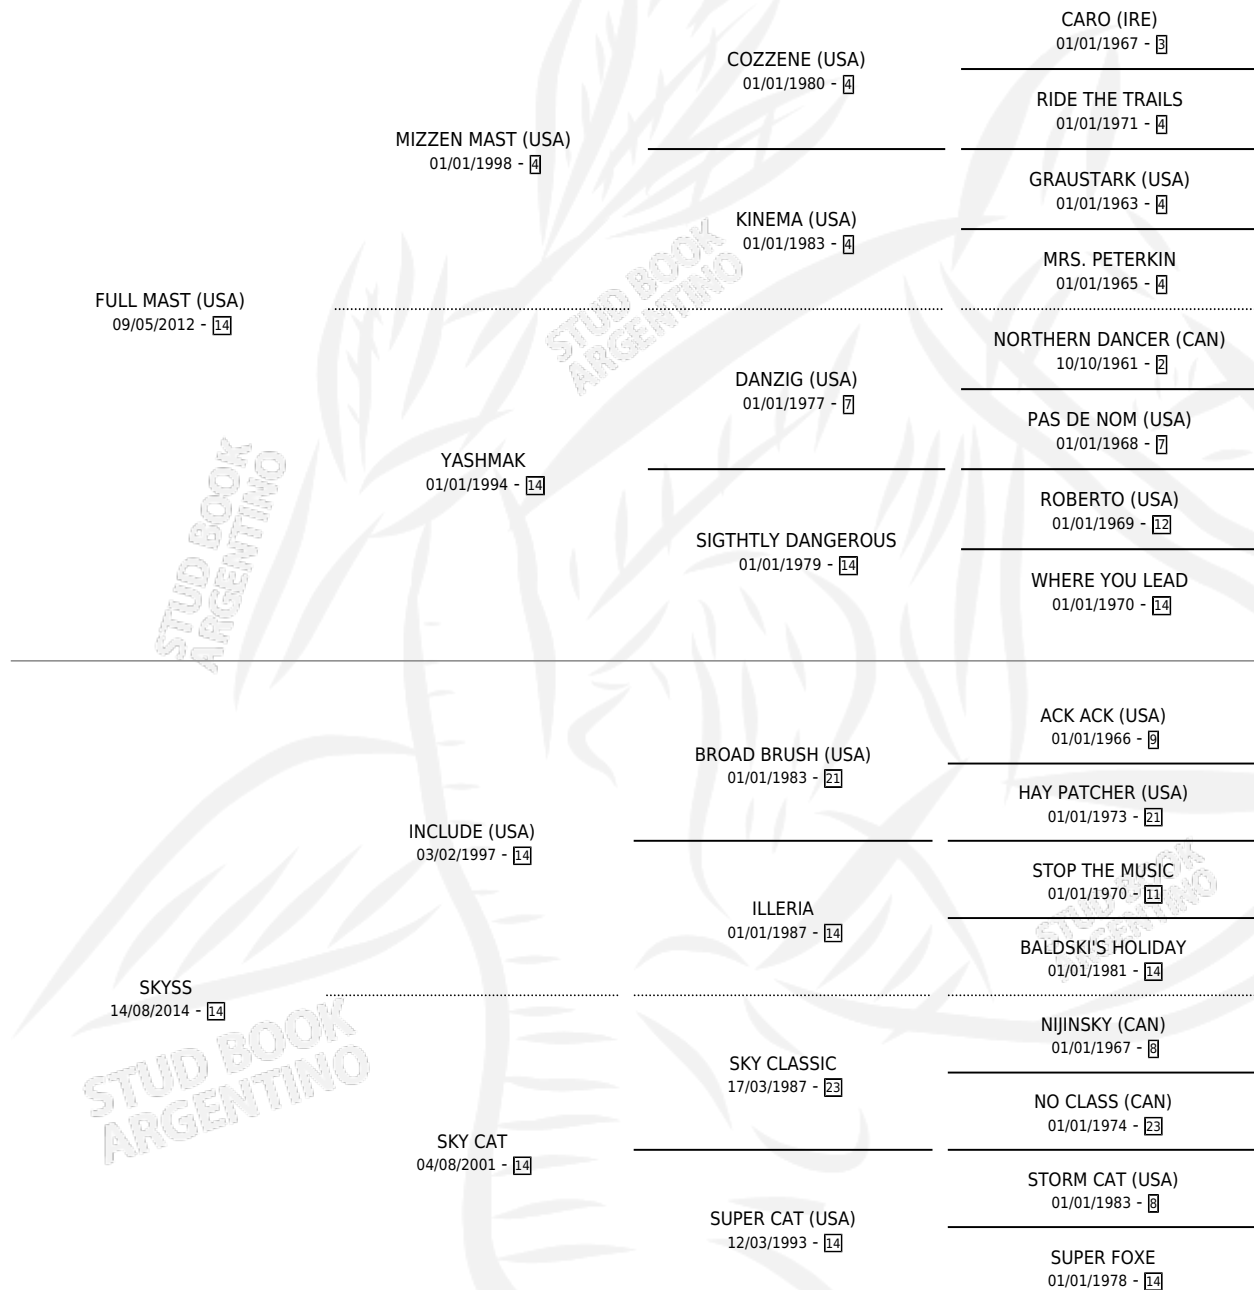 CARO (IRE)
01/01/1967 - 3
COZZENE (USA)
01/01/1980 - 4
RIDE THE TRAILS
01/01/1971 - 4
MIZZEN MAST (USA)
01/01/1998 - 4
GRAUSTARK (USA)
01/01/1963 - 4
KINEMA (USA)
01/01/1983 - 4
MRS. PETERKIN
01/01/1965 - 4
FULL MAST (USA)
09/05/2012 - 14
NORTHERN DANCER (CAN)
10/10/1961 - 2
DANZIG (USA)
01/01/1977 - 7
PAS DE NOM (USA)
01/01/1968 - 7
YASHMAK
01/01/1994 - 14
ROBERTO (USA)
01/01/1969 - 12
SIGTHTLY DANGEROUS
01/01/1979 - 14
WHERE YOU LEAD
01/01/1970 - 14
ACK ACK (USA)
01/01/1966 - 9
BROAD BRUSH (USA)
01/01/1983 - 21
HAY PATCHER (USA)
01/01/1973 - 21
INCLUDE (USA)
03/02/1997 - 14
STOP THE MUSIC
01/01/1970 - 11
ILLERIA
01/01/1987 - 14
BALDSKI'S HOLIDAY
01/01/1981 - 14
SKYSS
14/08/2014 - 14
NIJINSKY (CAN)
01/01/1967 - 8
SKY CLASSIC
17/03/1987 - 23
NO CLASS (CAN)
01/01/1974 - 23
SKY CAT
04/08/2001 - 14
STORM CAT (USA)
01/01/1983 - 8
SUPER CAT (USA)
12/03/1993 - 14
SUPER FOXE
01/01/1978 - 14
STUD BOOK
ARGENTINO
STUD BOOK
ARGENTINO
STUD BOOK
ARGENTINO
STUD BOOK
ARGENTINO